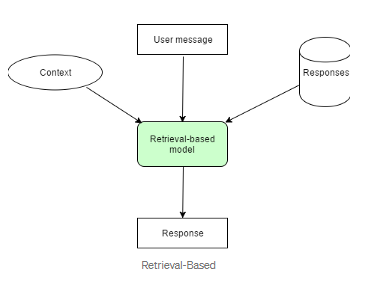 User message
Context
Responses
Retrieval-based
model
Response
Retrieval-Based